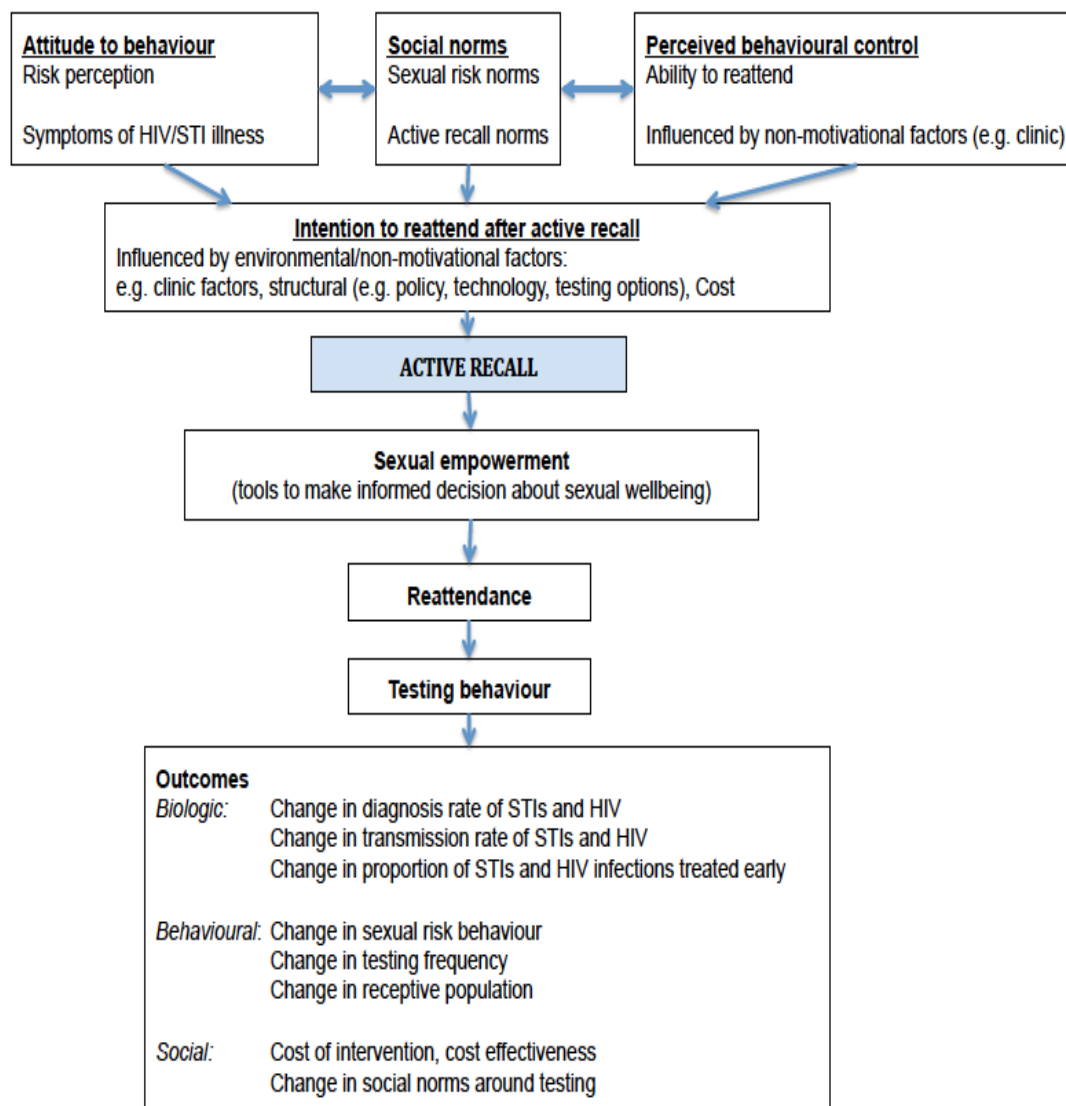 Attitude to behaviour
Risk perception
Symptoms of HIV/STI illness
Social norms
Sexual risk norms
Active recall norms
Perceived behavioural control
Ability to reattend
Influenced by non-motivational factors (e.g. clinic)
Intention to reattend after active recall
Influenced by environmental/non-motivational factors:
e.g. clinic factors, structural (e.g. policy, technology, testing options), Cost
ACTIVE RECALL
Sexual empowerment
(tools to make informed decision about sexual wellbeing)
Reattendance
Testing behaviour
Outcomes
Biologic: Change in diagnosis rate of STIs and HIV
Change in transmission rate of STIs and HIV
Change in proportion of STIs and HIV infections treated early
Behavioural: Change in sexual risk behaviour
Change in testing frequency
Change in receptive population
Social: Cost of intervention, cost effectiveness
Change in social norms around testing